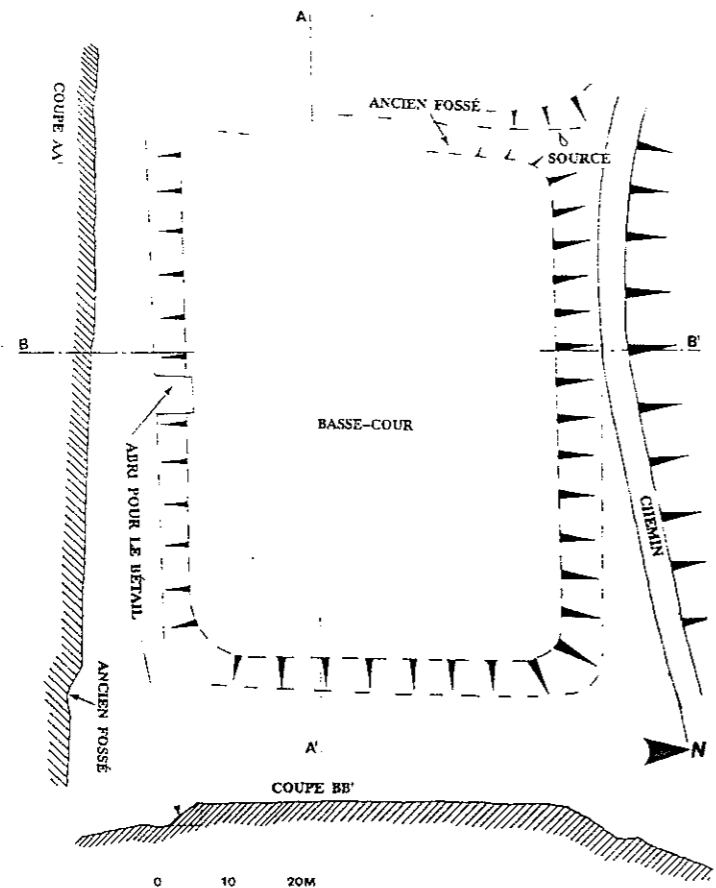 A
ANCIEN FOSSÉ
SOURCE
COUPE AA'
B
B'
BASSE-COUR
ABRI POUR LE BÉTAIL
CHEMIN
ANCIEN FOSSÉ
A'
N
COUPE BB'
0 10 20M